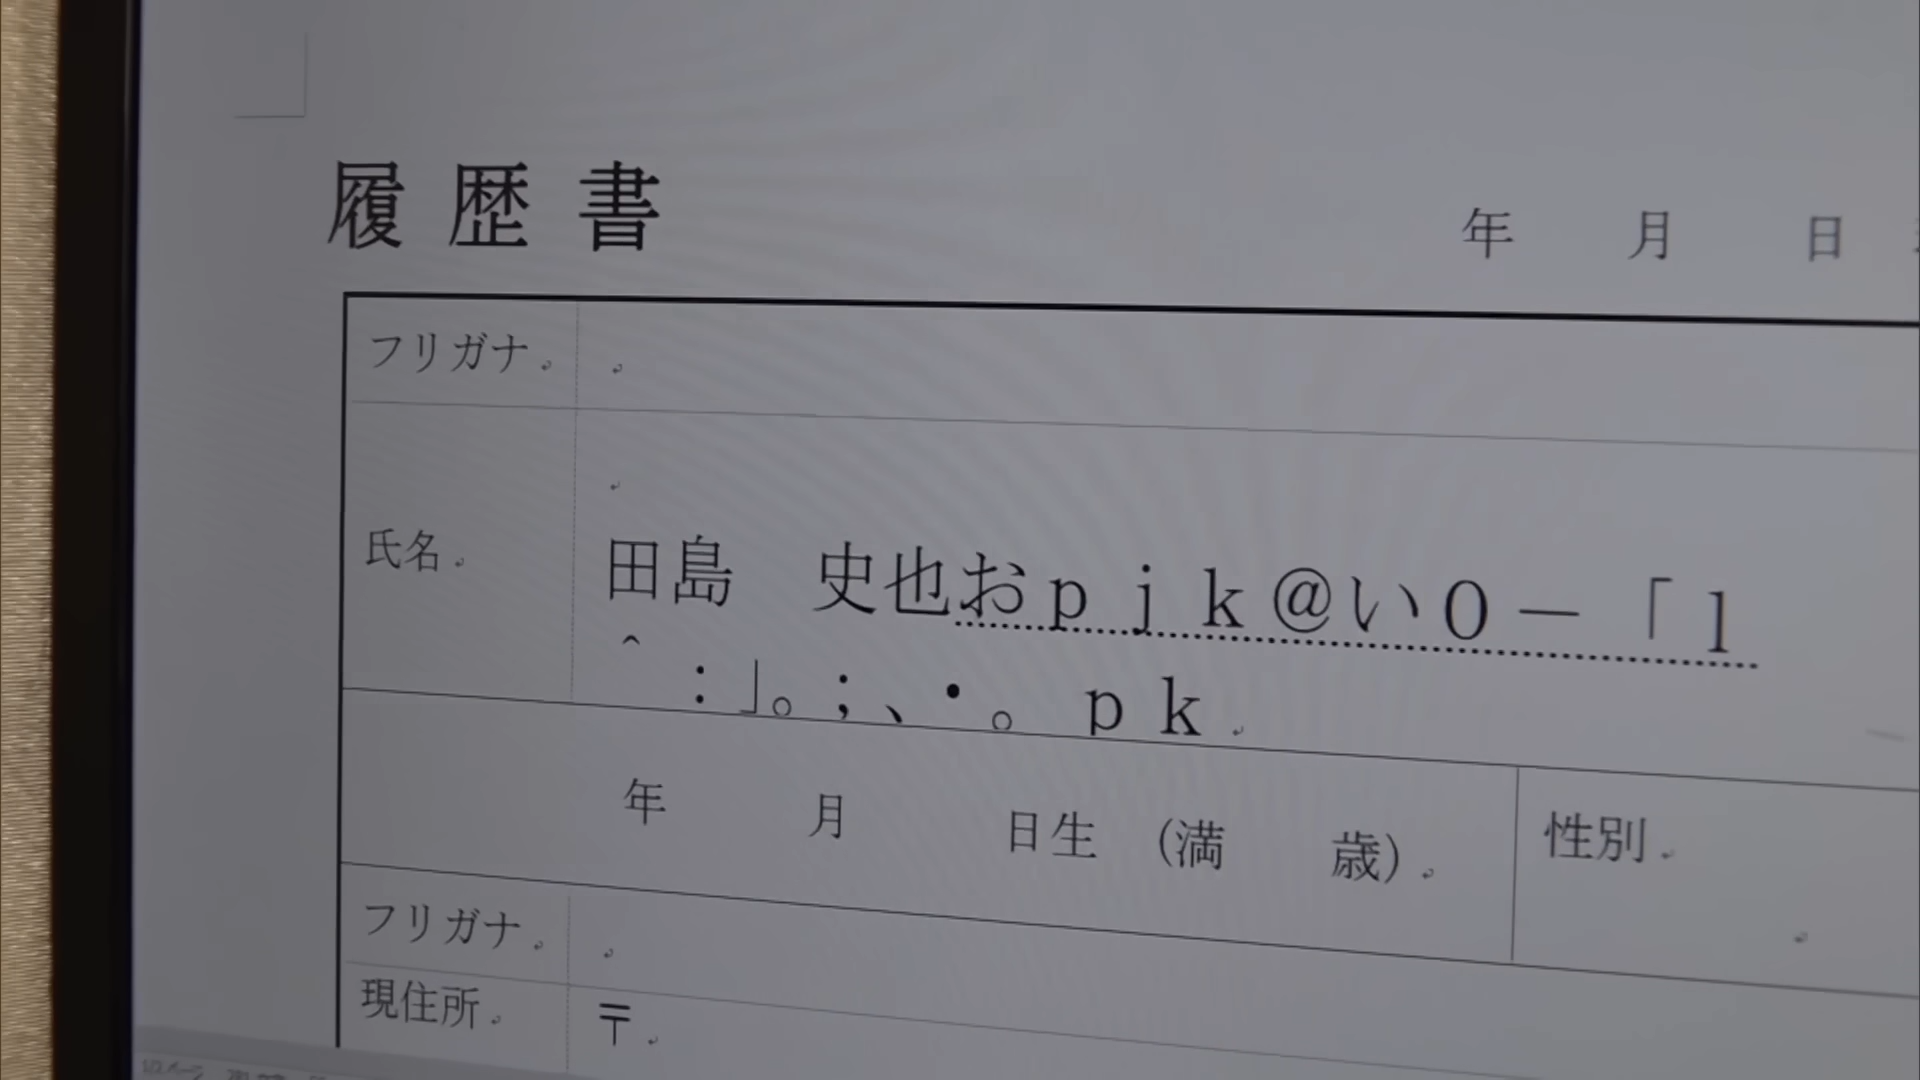 履歴書
年 月 日
フリガナ
氏名
田島 史也おｐｊｋ＠い０－「１
＾ ：」。；、・。ｐｋ
年 月 日生 （満 歳）
性別
フリガナ
現住所
〒